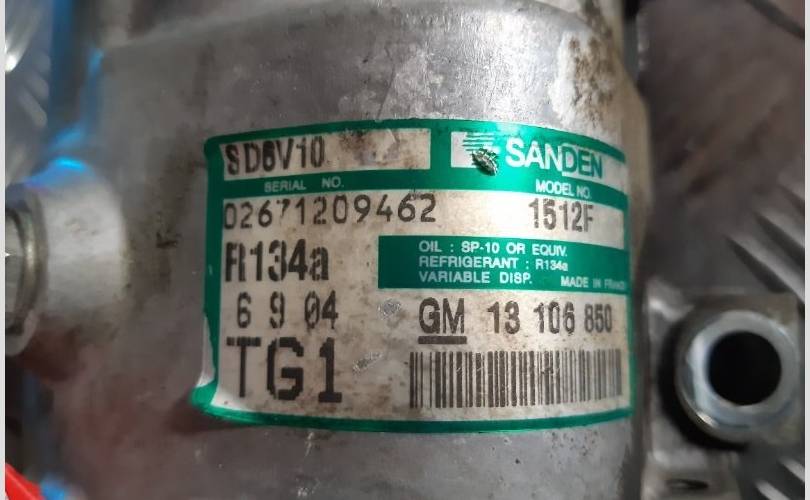 SD6V10
SANDEN
SERIAL NO.
MODEL NO.
02671209462
1512F
R134a
OIL : SP-10 OR EQUIV.
REFRIGERANT : R134a
VARIABLE DISP. MADE IN FRANCE
6 9 04
GM 13 106 850
TG1